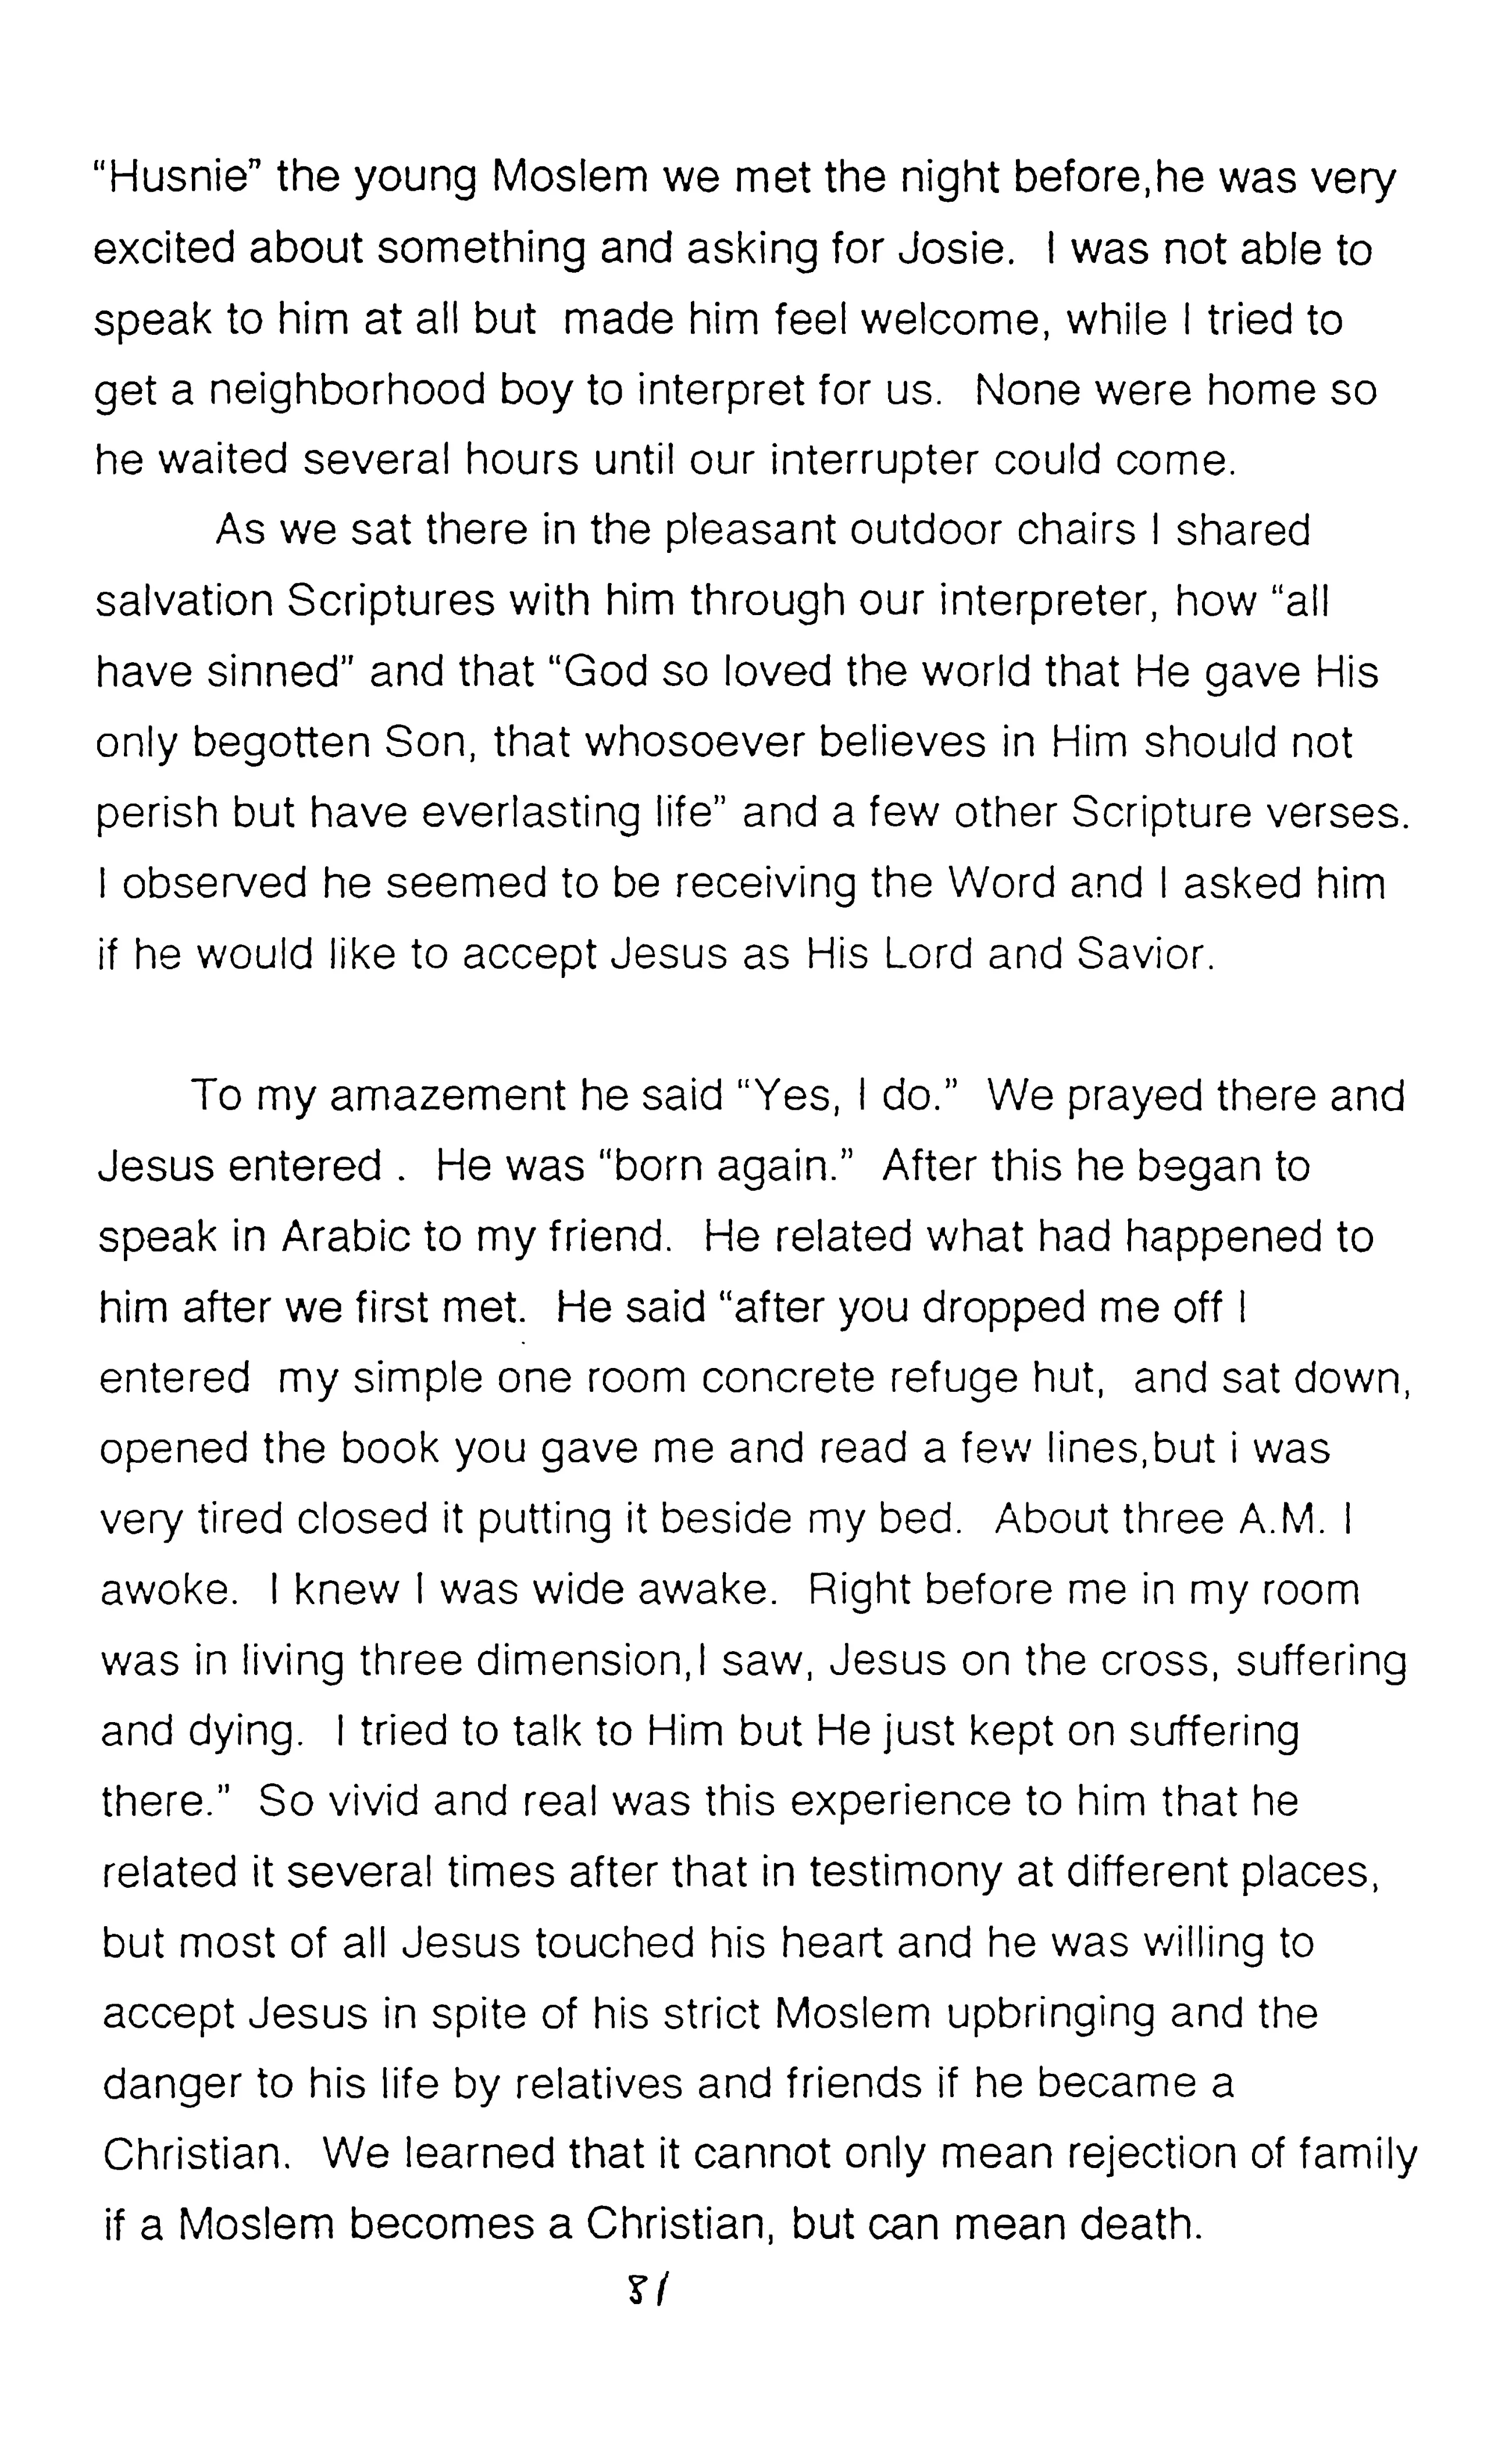 “Husnie” the young Moslem we met the night before,he was very
excited about something and asking for Josie.  I was not able to
speak to him at all but  made him feel welcome, while I tried to
get a neighborhood boy to interpret for us.  None were home so
he waited several hours until our interrupter could come.
As we sat there in the pleasant outdoor chairs I shared
salvation Scriptures with him through our interpreter, how “all
have sinned” and that “God so loved the world that He gave His
only begotten Son, that whosoever believes in Him should not
perish but have everlasting life” and a few other Scripture verses.
I observed he seemed to be receiving the Word and I asked him
if he would like to accept Jesus as His Lord and Savior.
To my amazement he said “Yes, I do.”  We prayed there and
Jesus entered .  He was “born again.”  After this he began to
speak in Arabic to my friend.  He related what had happened to
him after we first met.  He said “after you dropped me off I
entered  my simple one room concrete refuge hut,  and sat down,
opened the book you gave me and read a few lines,but i was
very tired closed it putting it beside my bed.  About three A.M. I
awoke.  I knew I was wide awake.  Right before me in my room
was in living three dimension,I saw, Jesus on the cross, suffering
and dying.  I tried to talk to Him but He just kept on suffering
there.”  So vivid and real was this experience to him that he
related it several times after that in testimony at different places,
but most of all Jesus touched his heart and he was willing to
accept Jesus in spite of his strict Moslem upbringing and the
danger to his life by relatives and friends if he became a
Christian.  We learned that it cannot only mean rejection of family
if a Moslem becomes a Christian, but can mean death.
81